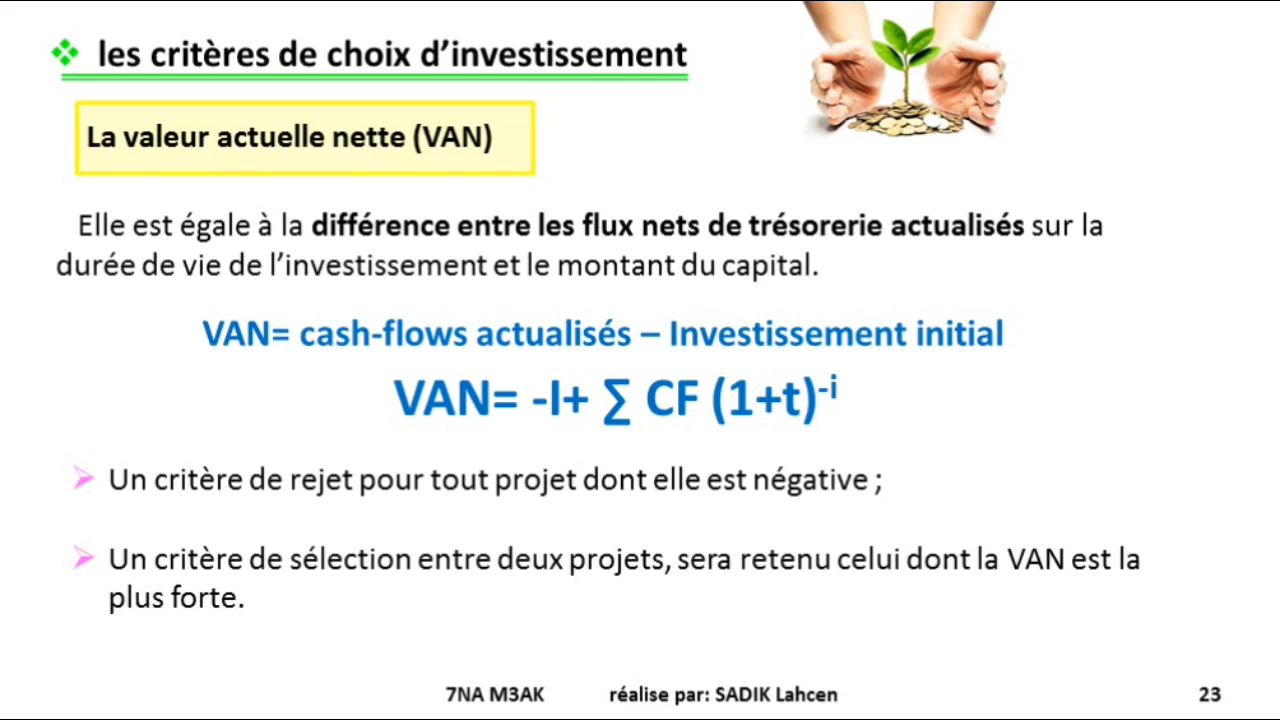 les critères de choix d’investissement
La valeur actuelle nette (VAN)
Elle est égale à la différence entre les flux nets de trésorerie actualisés sur la
durée de vie de l’investissement et le montant du capital.
VAN= cash-flows actualisés – Investissement initial
VAN= -I+ ∑ CF (1+t)⁻ⁱ
Un critère de rejet pour tout projet dont elle est négative ;
Un critère de sélection entre deux projets, sera retenu celui dont la VAN est la
plus forte.
7NA M3AK réalise par: SADIK Lahcen 23